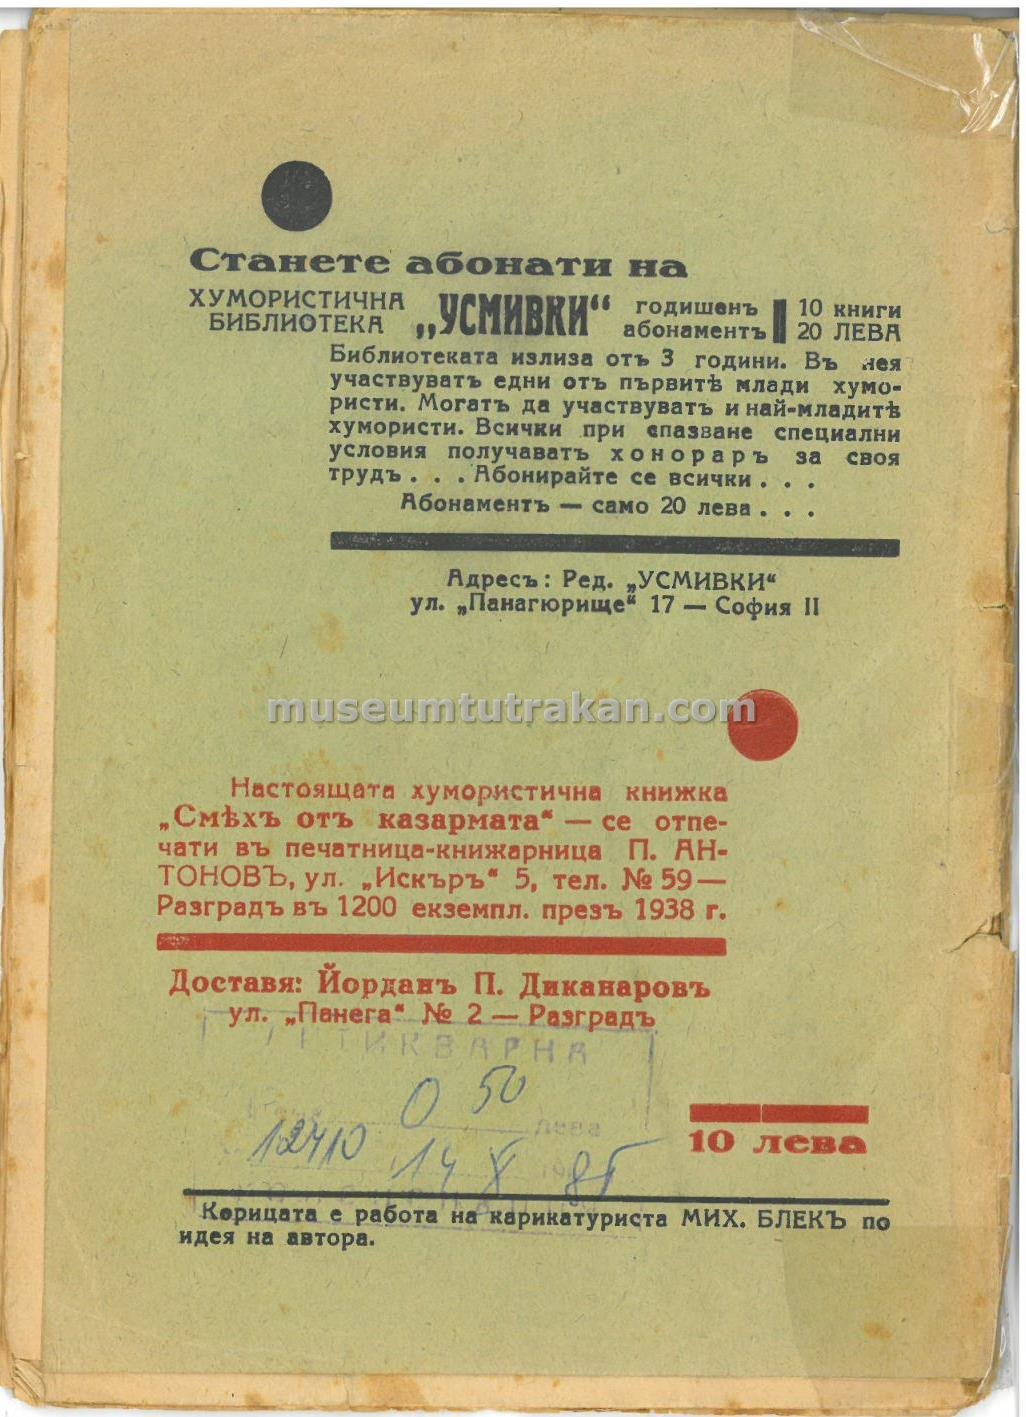 Станете абонати на
ХУМОРИСТИЧНА БИБЛИОТЕКА „УСМИВКИ“ годишенъ абонаментъ 10 книги 20 ЛЕВА
Библиотеката излиза отъ 3 години. Въ нея
участвуватъ едни отъ първитѣ млади хумо-
ристи. Могатъ да участвуватъ и най-младитѣ
хумористи. Всички при спазване специални
условия получаватъ хонораръ за своя
трудъ . . . Абонирайте се всички . . .
Абонаментъ — само 20 лева . . .
Адресъ: Ред. „УСМИВКИ“
ул. „Панагюрище“ 17 — София II
museumtutrakan.com
Настоящата хумористична книжка
„Смѣхъ отъ казармата“ — се отпе-
чати въ печатница-книжарница П. АН-
ТОНОВЪ, ул. „Искъръ“ 5, тел. № 59 —
Разградъ въ 1200 екземпл. презъ 1938 г.
Доставя: Йорданъ П. Диканаровъ
ул. „Панега“ № 2 — Разградъ
АНТИКВАРНА
0 50
лева
12410 14 X 85
10 лева
Корицата е работа на карикатуриста МИХ. БЛЕКЪ по
идея на автора.